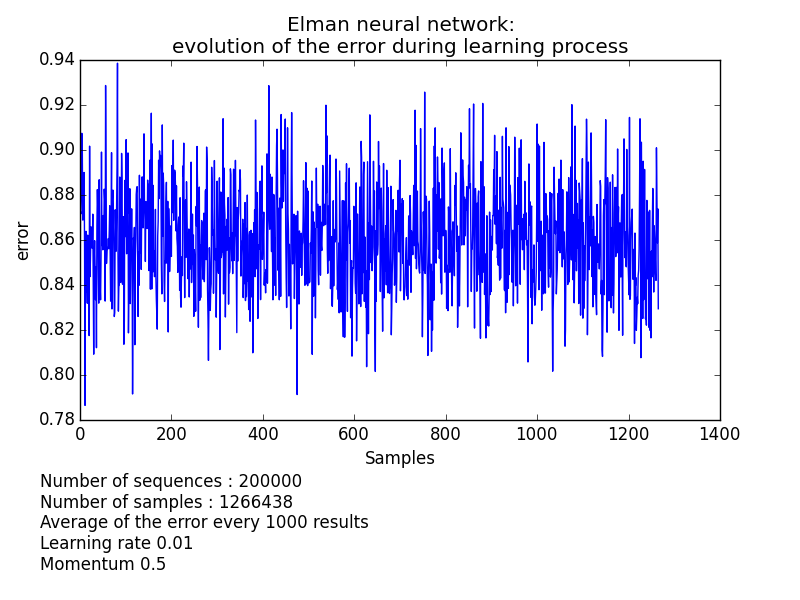 Elman neural network:
evolution of the error during learning process
0.94
0.92
0.90
0.88
0.86
0.84
0.82
0.80
0.78
error
0 200 400 600 800 1000 1200 1400
Samples
Number of sequences : 200000
Number of samples : 1266438
Average of the error every 1000 results
Learning rate 0.01
Momentum 0.5